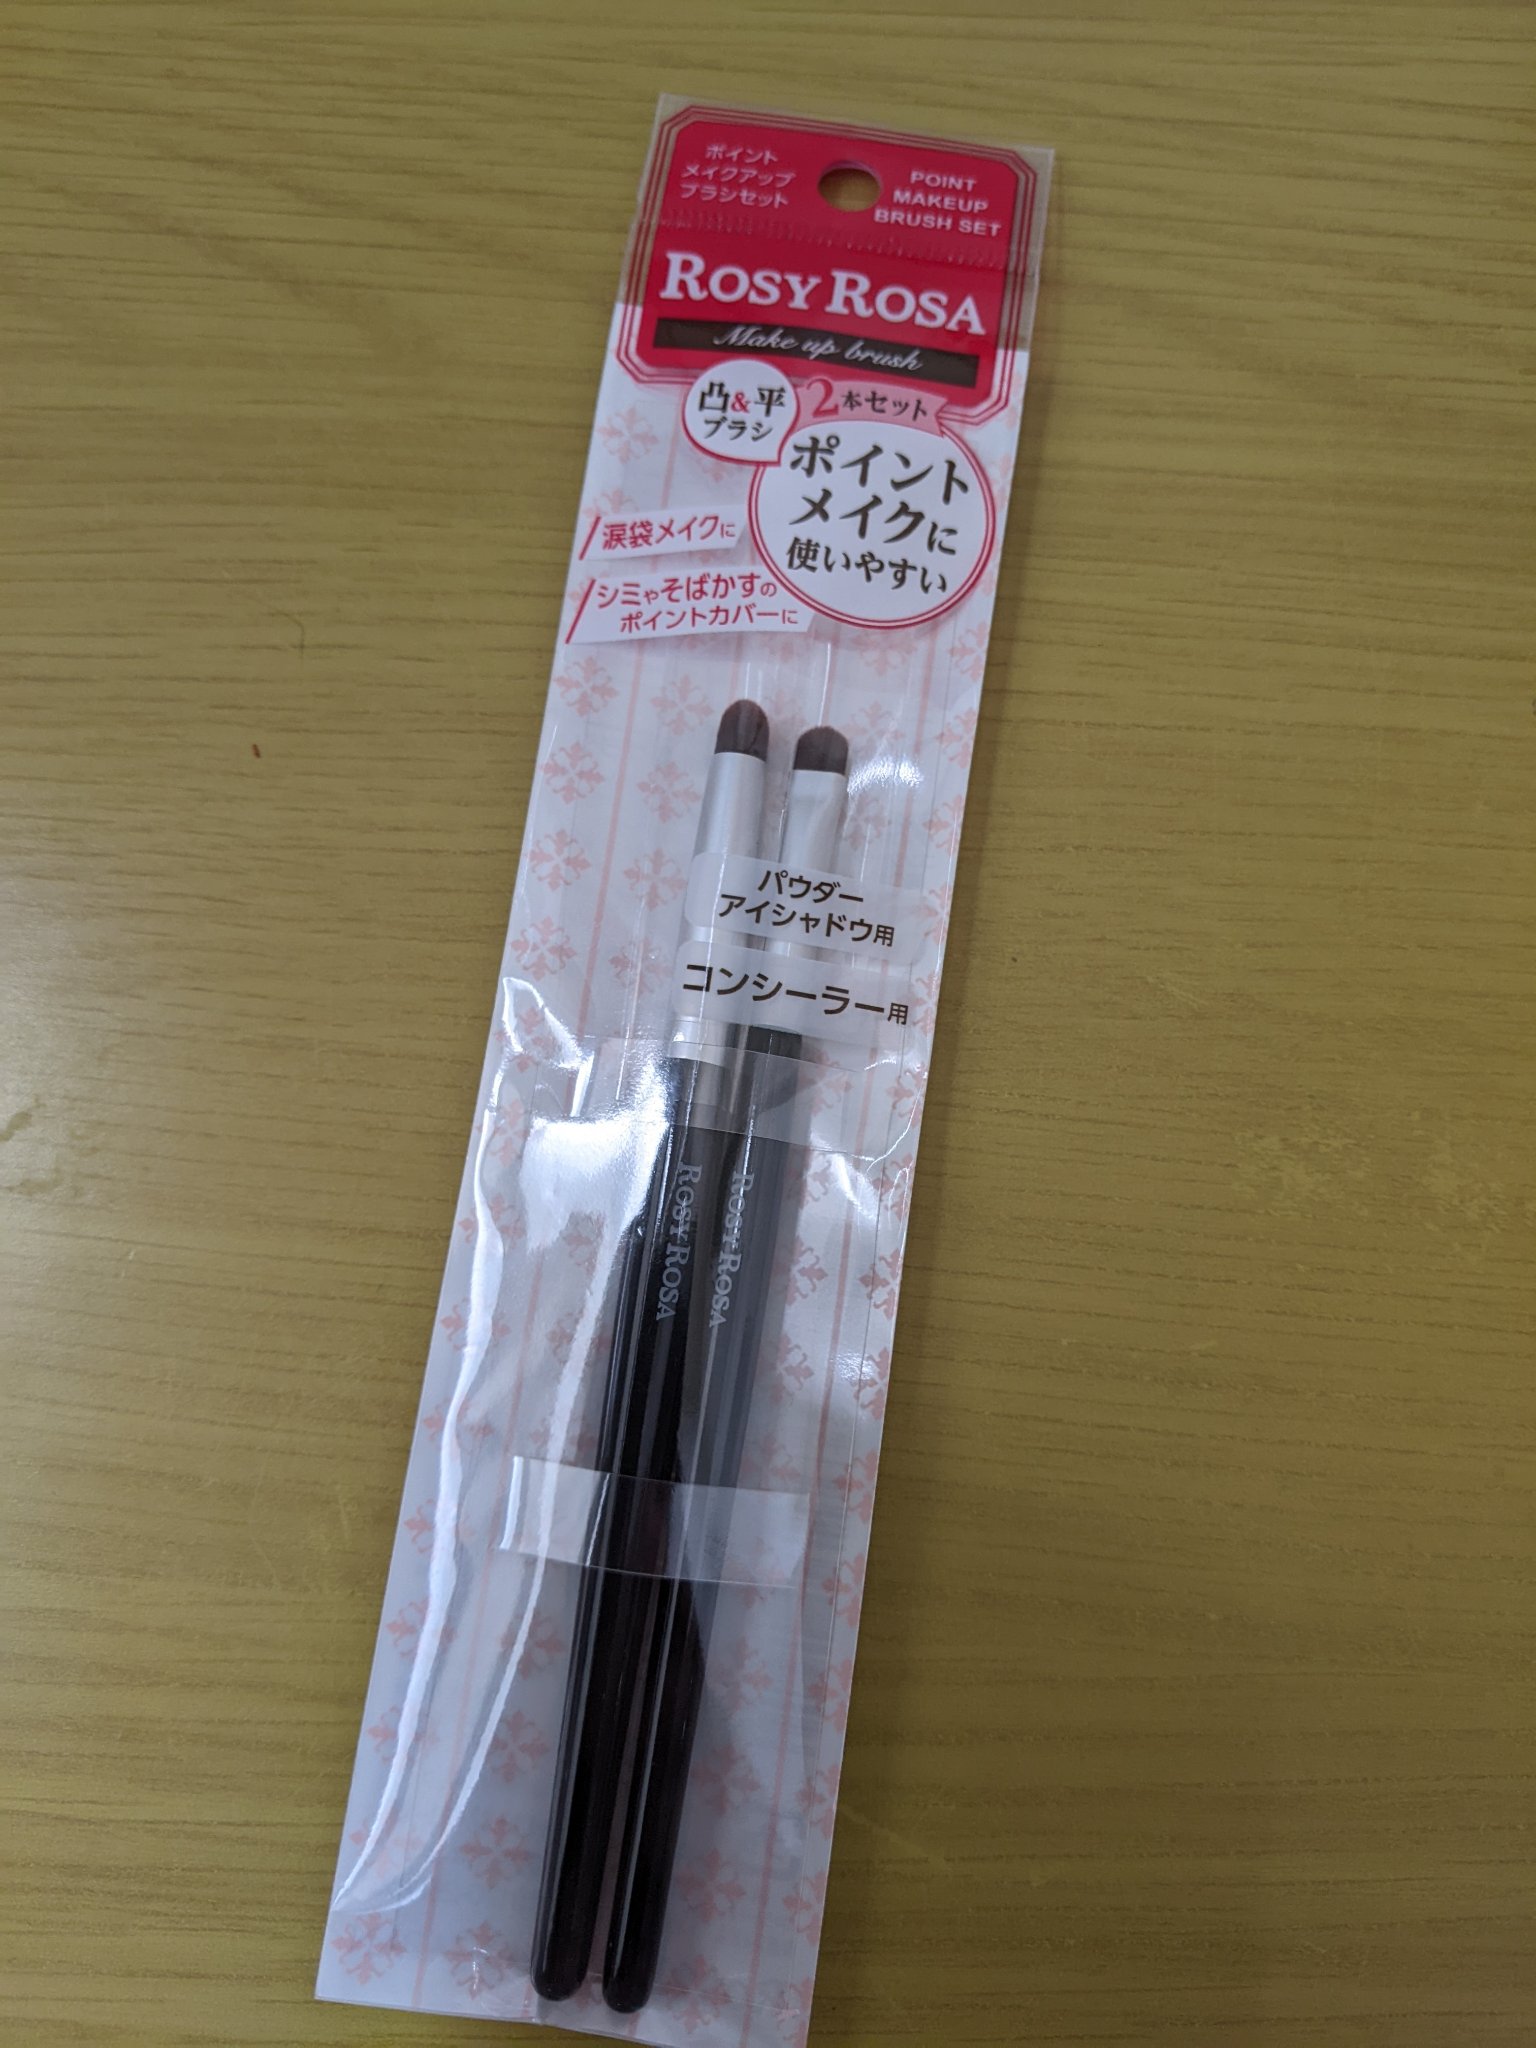 ポイント
メイクアップ
ブラシセット
POINT
MAKEUP
BRUSH SET
ROSY ROSA
Make up brush
凸&平
ブラシ
2本セット
ポイント
メイクに
使いやすい
涙袋メイクに
シミやそばかすの
ポイントカバーに
パウダー
アイシャドウ用
コンシーラー用
ROSY ROSA
ROSY ROSA